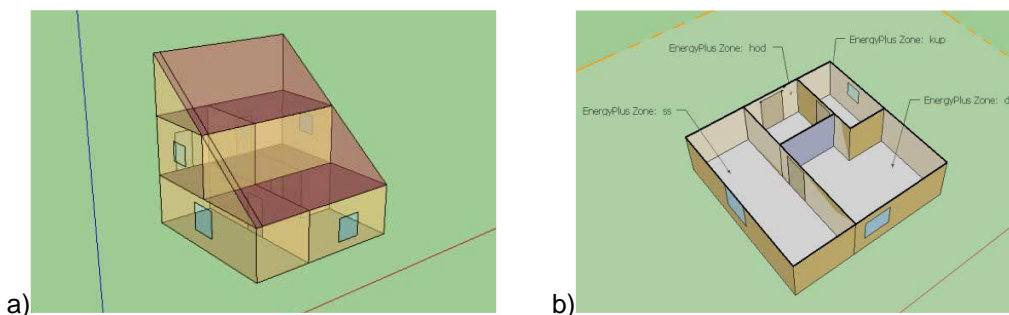 EnergyPlus Zone: hod
EnergyPlus Zone: kup
EnergyPlus Zone: ss
EnergyPlus Zone: d
a)
b)